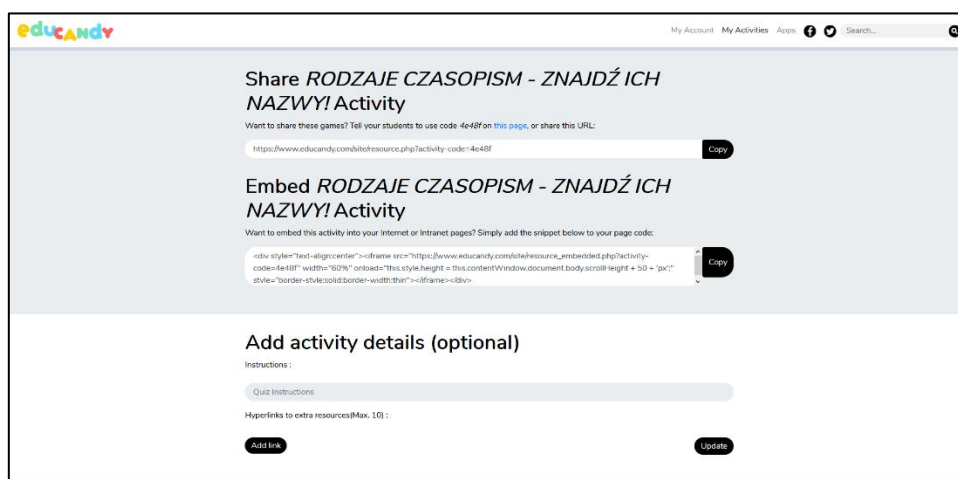 educandy
My Account My Activities Apps Search...
Share RODZAJE CZASOPISM - ZNAJDŹ ICH
NAZWY! Activity
Want to share these games? Tell your students to use code 4e48f on this page, or share this URL:
https://www.educandy.com/site/resource.php?activity-code=4e48f
Copy
Embed RODZAJE CZASOPISM - ZNAJDŹ ICH
NAZWY! Activity
Want to embed this activity into your Internet or Intranet pages? Simply add the snippet below to your page code:
<div style="text-align:center"><iframe src="https://www.educandy.com/site/resource_embedded.php?activity-
code=4e48f" width="60%" onload="this.style.height = this.contentWindow.document.body.scrollHeight + 50 + 'px';"
style="border-style:solid;border-width:thin"></iframe></div>
Copy
Add activity details (optional)
Instructions :
Quiz Instructions
Hyperlinks to extra resources(Max. 10) :
Add link
Update